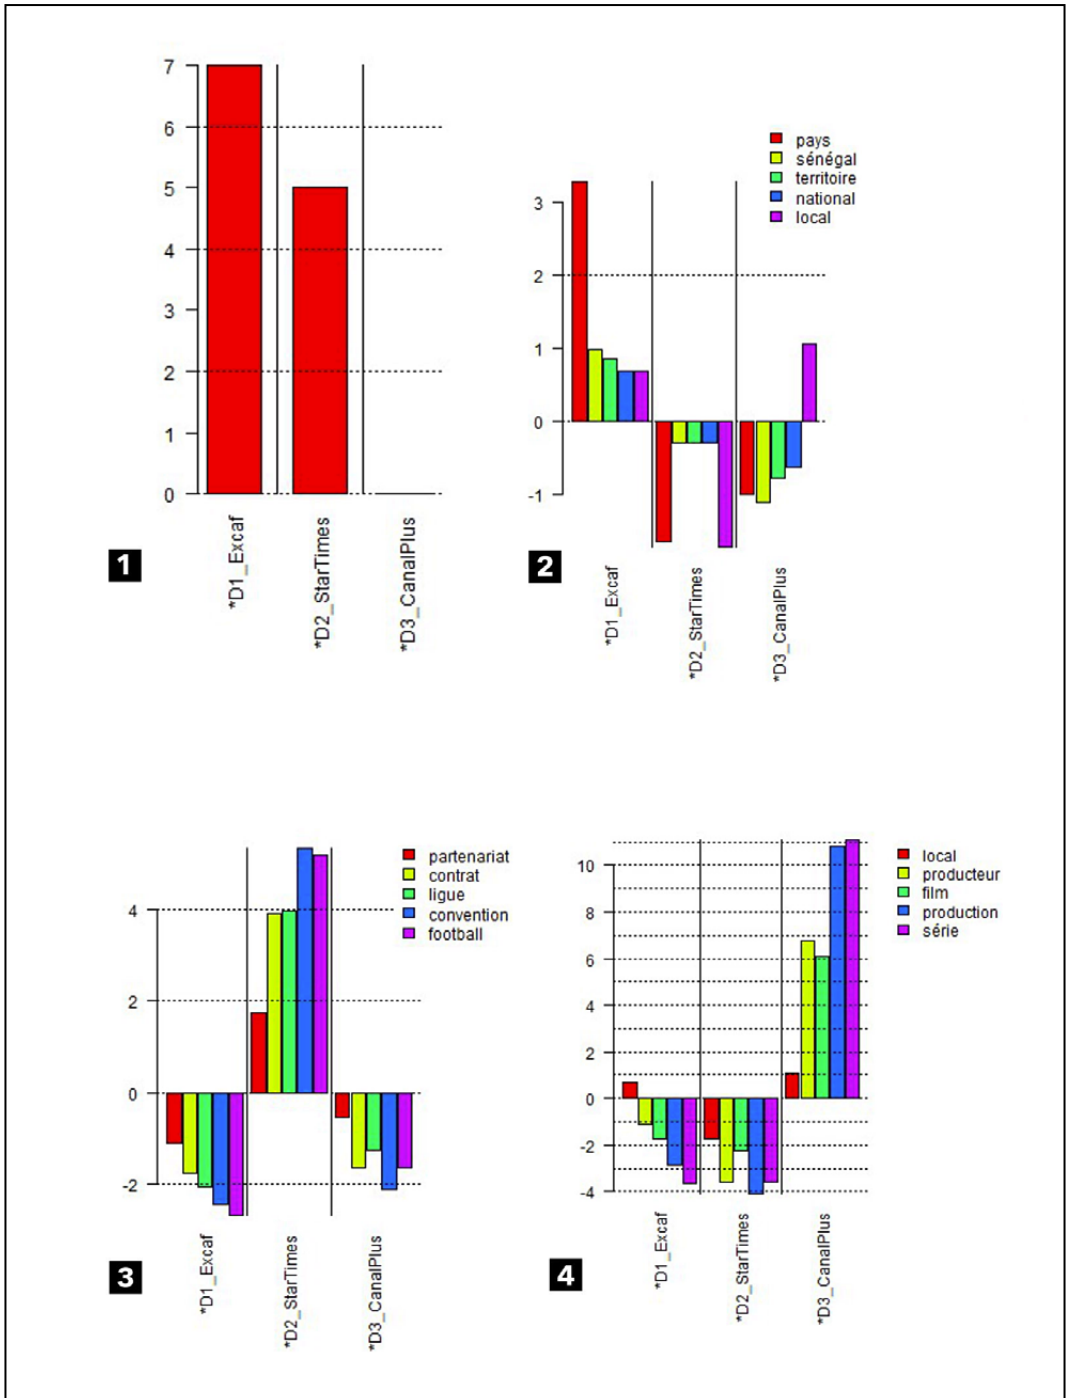 7
6
5
4
3
2
1
0
*D1_Excaf
*D2_StarTimes
*D3_CanalPlus
1
pays
sénégal
territoire
national
local
3
2
1
0
-1
*D1_Excaf
*D2_StarTimes
*D3_CanalPlus
2
partenariat
contrat
ligue
convention
football
4
2
0
-2
*D1_Excaf
*D2_StarTimes
*D3_CanalPlus
3
local
producteur
film
production
série
10
8
6
4
2
0
-2
-4
*D1_Excaf
*D2_StarTimes
*D3_CanalPlus
4